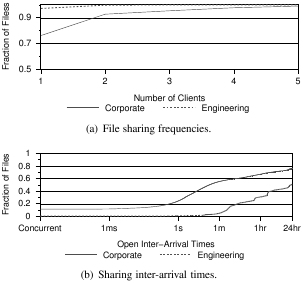 Fraction of Filess
0.9
0.7
0.5
1 2 3 4 5
Number of Clients
Corporate Engineering
(a) File sharing frequencies.
Fraction of Files
1
0.8
0.6
0.4
0.2
0
Concurrent 1ms 1s 1m 1hr 24hr
Open Inter−Arrival Times
Corporate Engineering
(b) Sharing inter-arrival times.